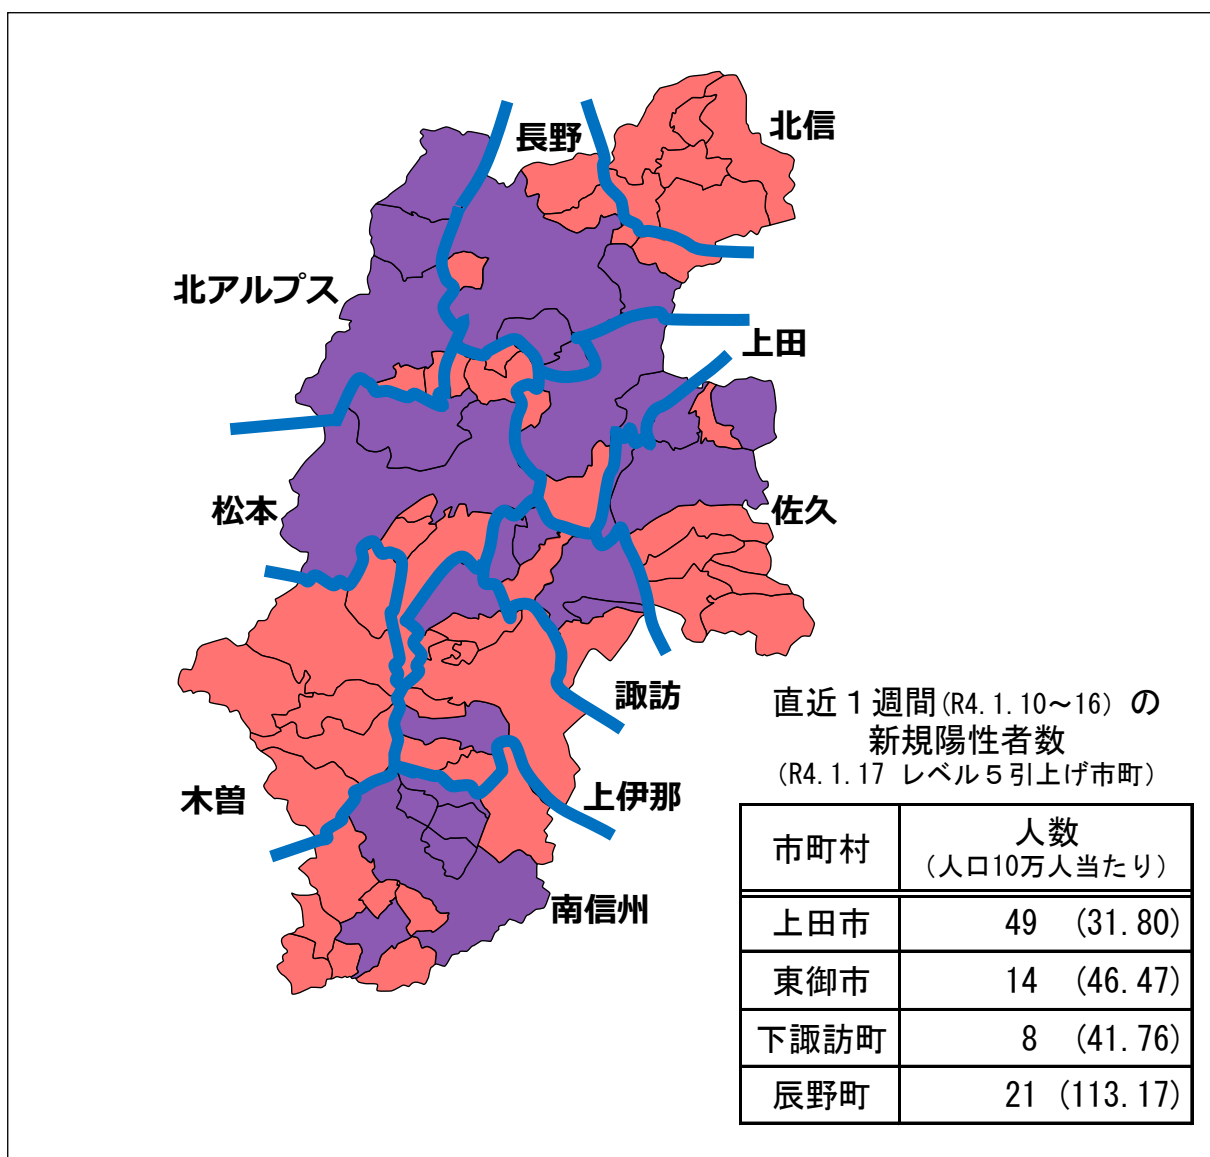 北信
長野
北アルプス
上田
松本
佐久
諏訪
木曽
上伊那
南信州
直近1週間(R4.1.10～16)の
新規陽性者数
(R4.1.17 レベル5引上げ市町)
市町村 人数
(人口10万人当たり)
上田市 49 (31.80)
東御市 14 (46.47)
下諏訪町 8 (41.76)
辰野町 21 (113.17)